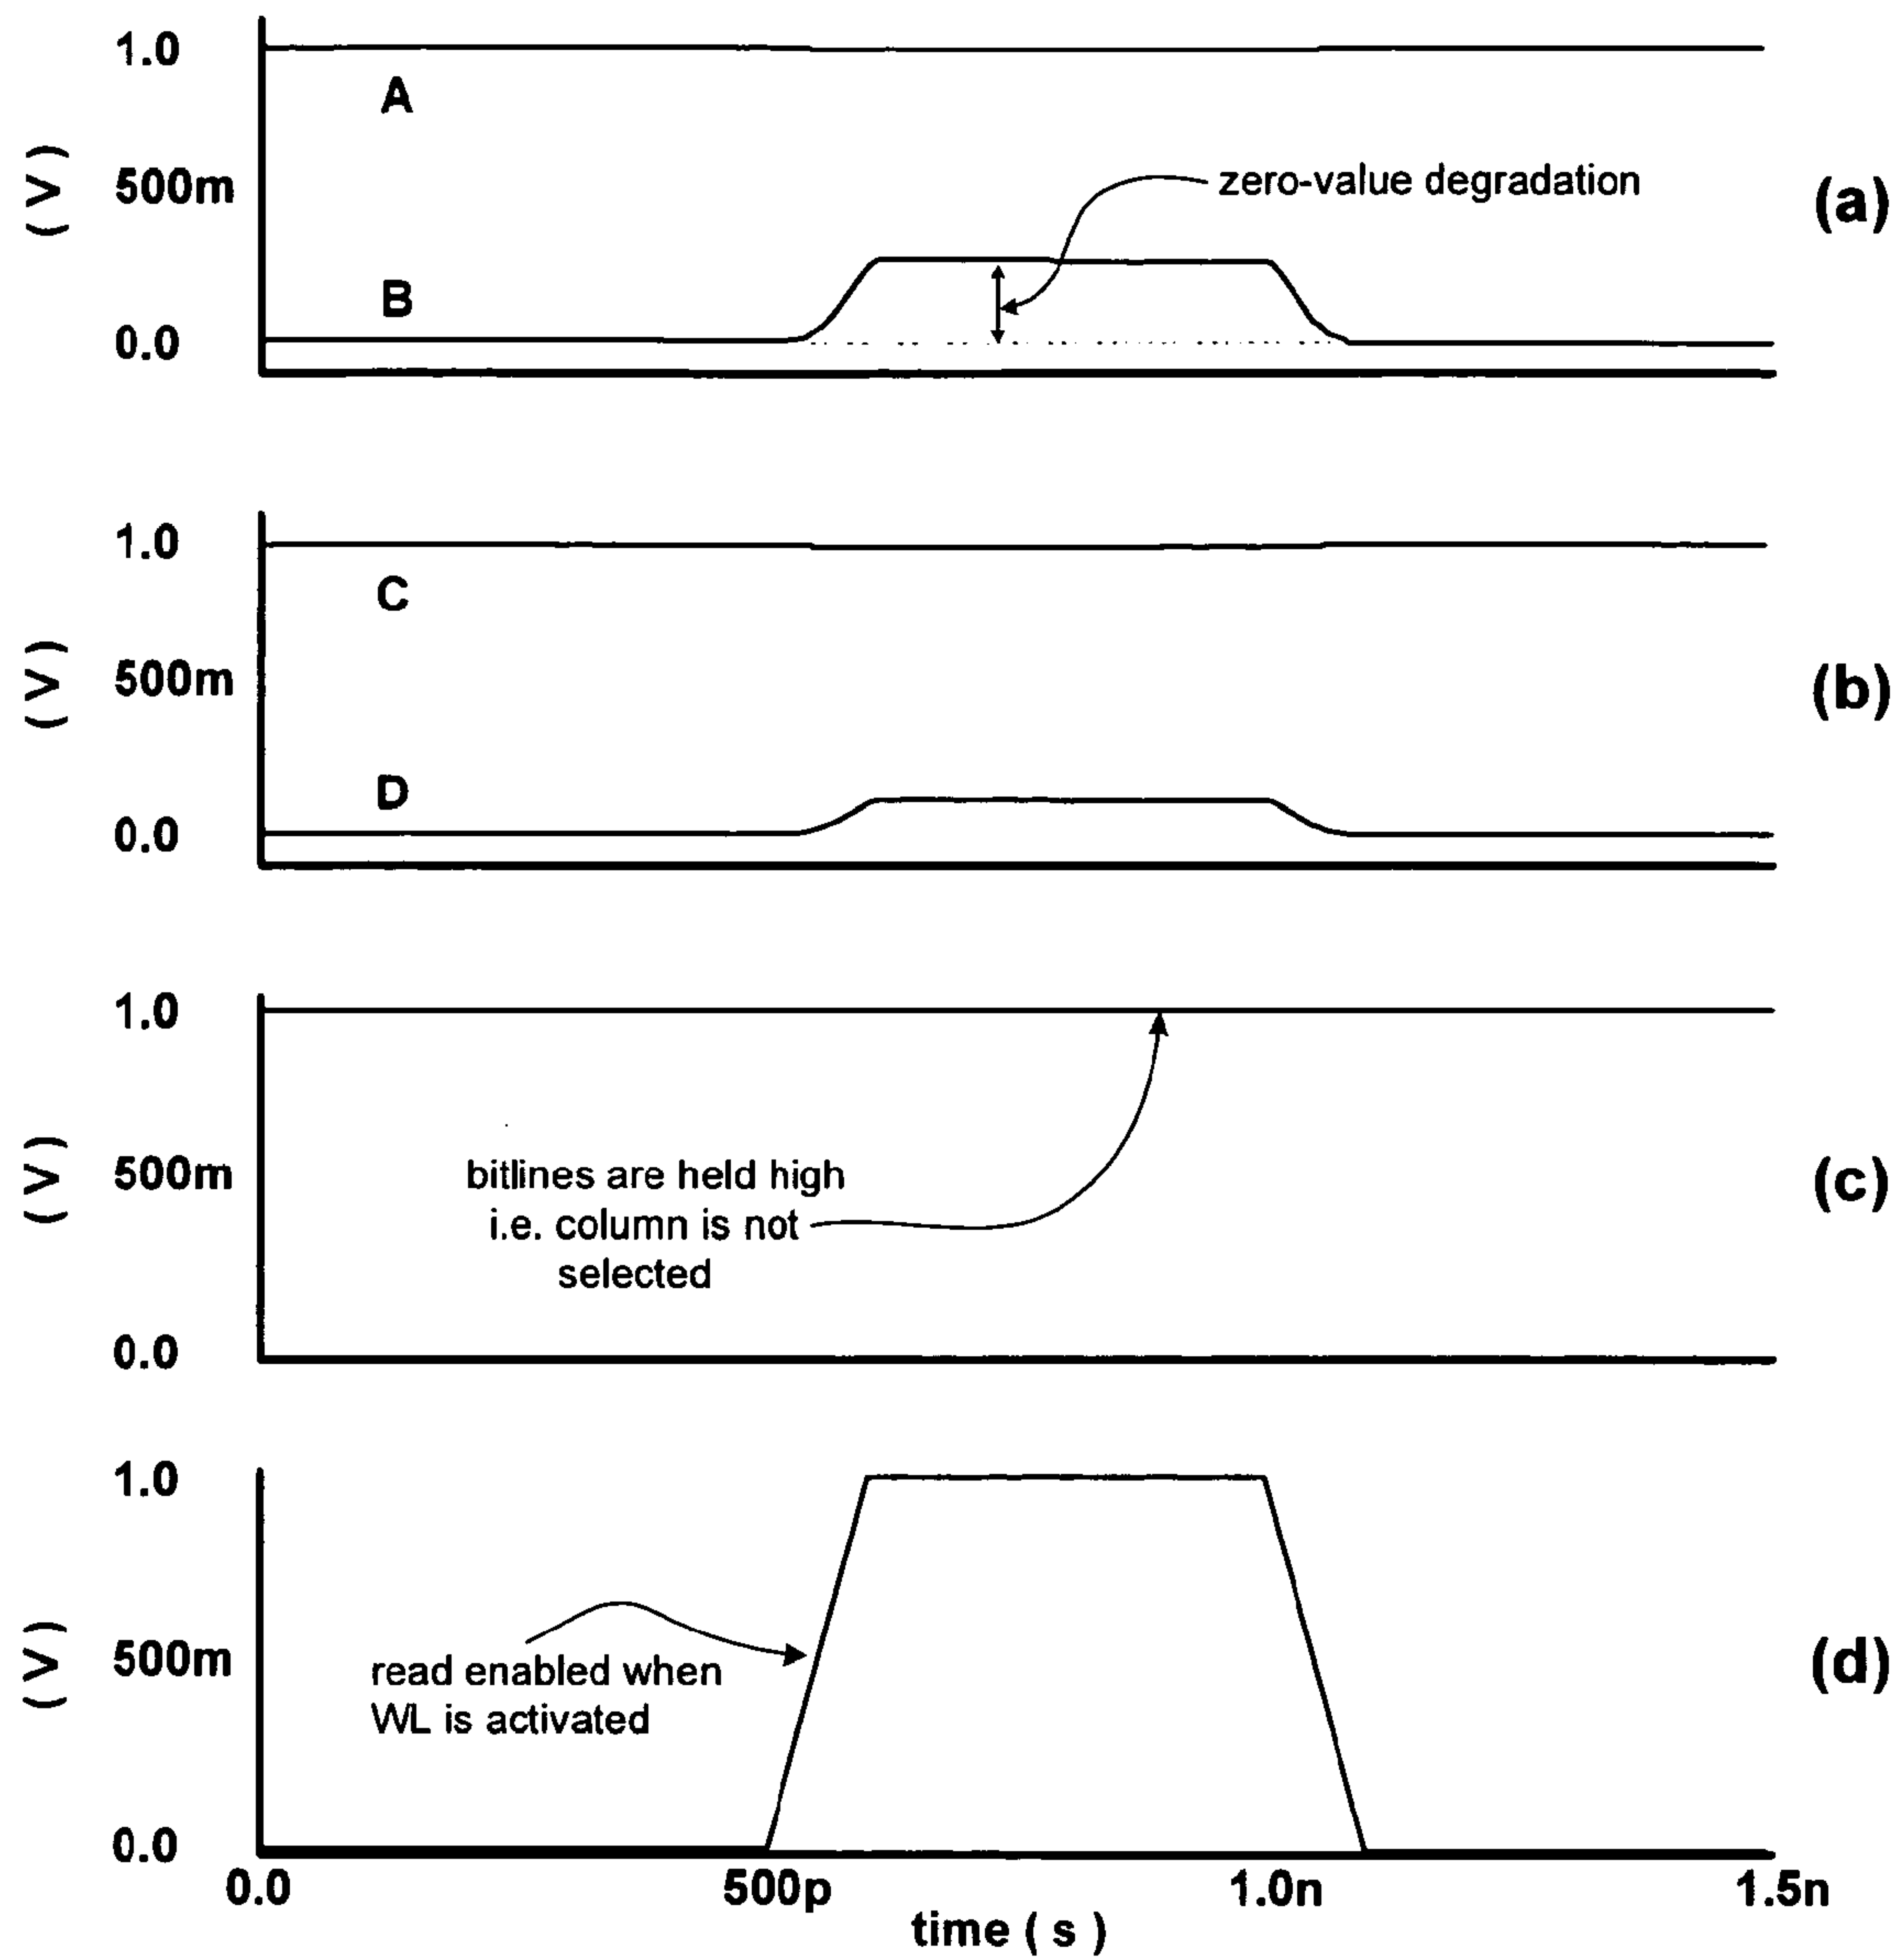 1.0
A
( V )
500m
zero-value degradation
(a)
B
0.0
1.0
C
( V )
500m
(b)
D
0.0
1.0
( V )
500m
bitlines are held high
i.e. column is not
selected
(c)
0.0
1.0
( V )
500m
read enabled when
WL is activated
(d)
0.0
0.0
500p
1.0n
1.5n
time ( s )